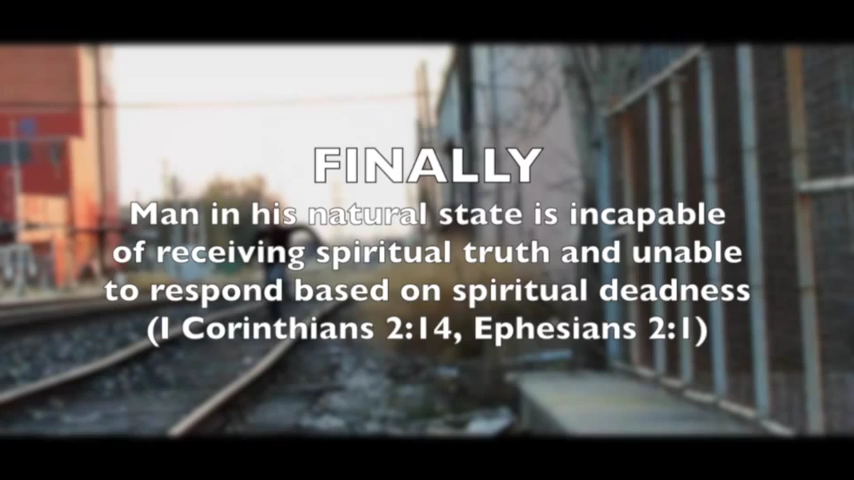 FINALLY
Man in his natural state is incapable
of receiving spiritual truth and unable
to respond based on spiritual deadness
(I Corinthians 2:14, Ephesians 2:1)